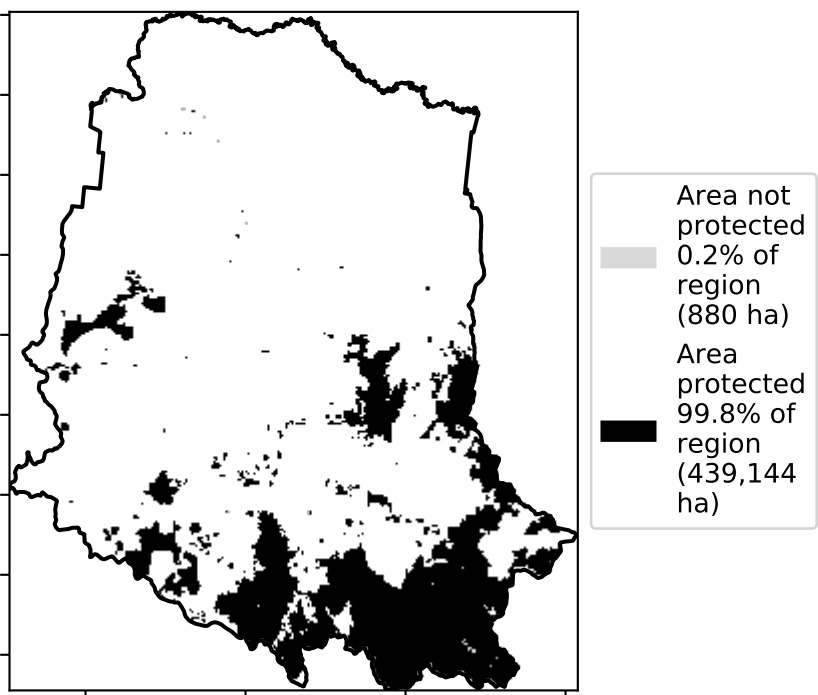 Area not
protected
0.2% of
region
(880 ha)
Area
protected
99.8% of
region
(439,144
ha)